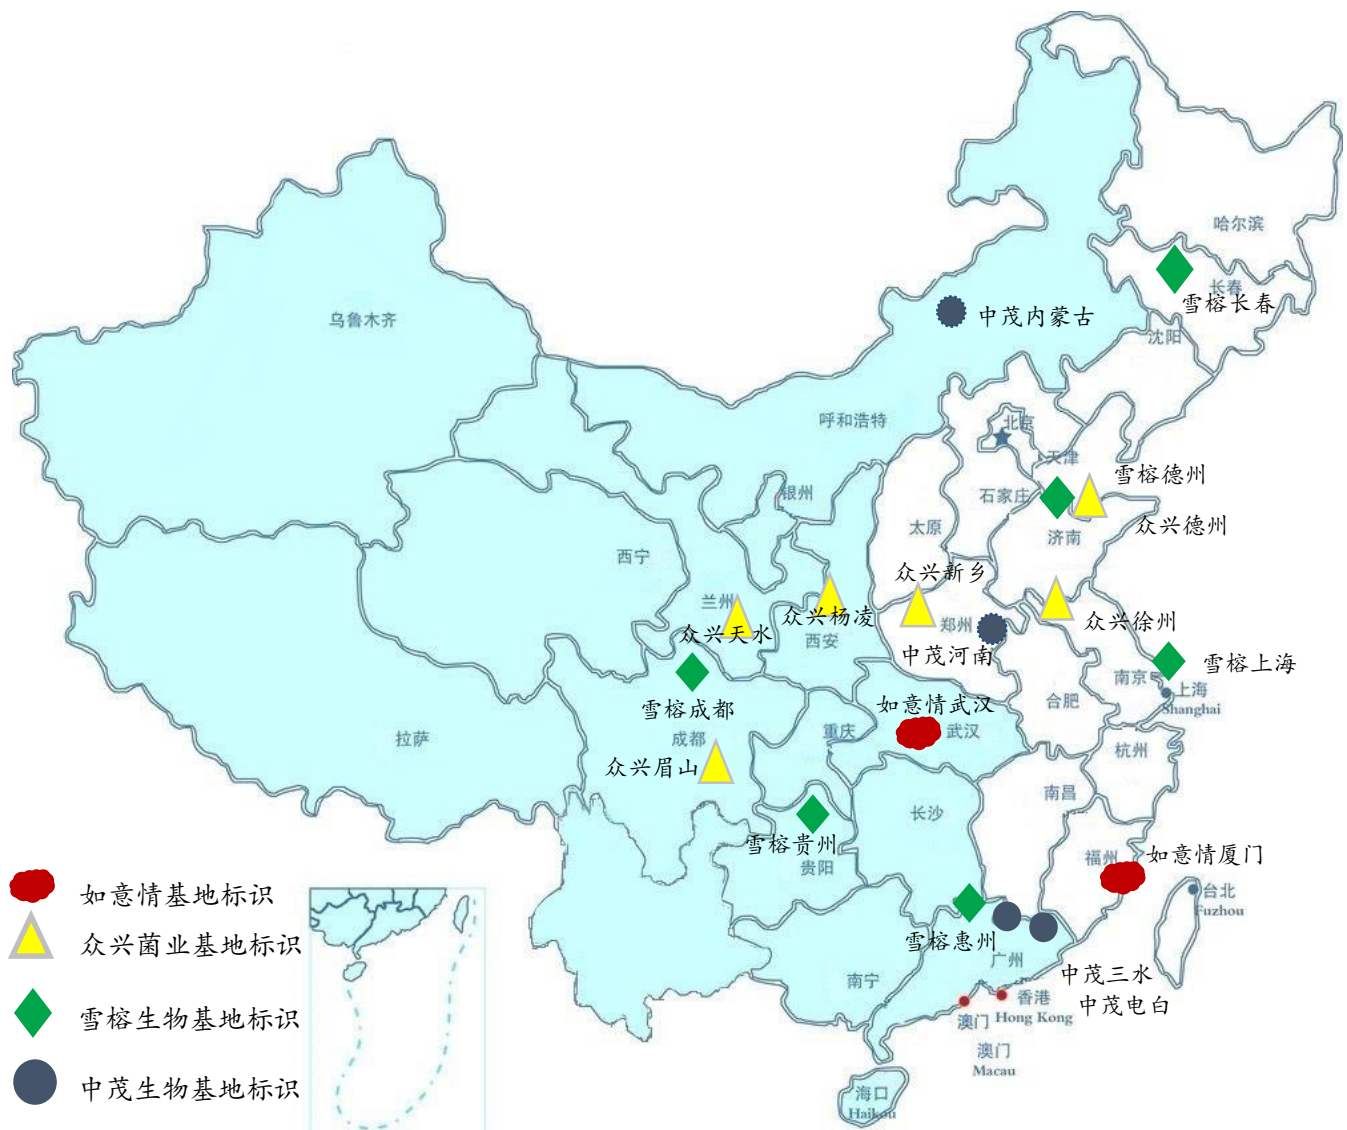 哈尔滨
长春
雪榕长春
中茂内蒙古
乌鲁木齐
沈阳
呼和浩特
北京
天津
雪榕德州
银州
石家庄
众兴德州
太原
济南
西宁
众兴新乡
兰州
众兴杨凌
众兴徐州
郑州
众兴天水
西安
中茂河南
雪榕上海
南京
上海
Shanghai
雪榕成都
如意情武汉
合肥
拉萨
成都
重庆
武汉
杭州
众兴眉山
南昌
长沙
雪榕贵州
贵阳
福州
如意情厦门
如意情基地标识
台北
Fuzhou
众兴菌业基地标识
雪榕惠州
广州
中茂三水
南宁
香港
Hong Kong
中茂电白
雪榕生物基地标识
澳门
澳门
Macau
中茂生物基地标识
海口
Haikou